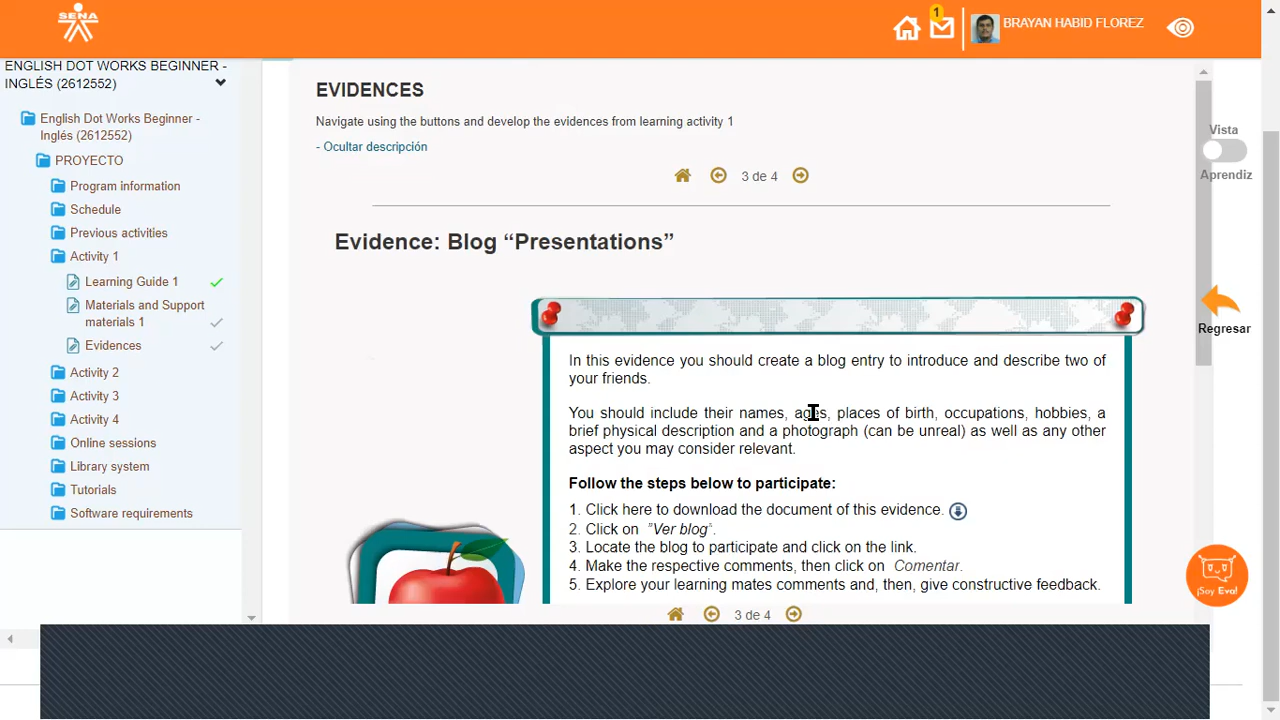 SENA
1
BRAYAN HABID FLOREZ
ENGLISH DOT WORKS BEGINNER -
INGLÉS (2612552)
English Dot Works Beginner -
Inglés (2612552)
PROYECTO
Program information
Schedule
Previous activities
Activity 1
Learning Guide 1
Materials and Support
materials 1
Evidences
Activity 2
Activity 3
Activity 4
Online sessions
Library system
Tutorials
Software requirements
EVIDENCES
Navigate using the buttons and develop the evidences from learning activity 1
- Ocultar descripción
3 de 4
Evidence: Blog “Presentations”
In this evidence you should create a blog entry to introduce and describe two of
your friends.
You should include their names, ages, places of birth, occupations, hobbies, a
brief physical description and a photograph (can be unreal) as well as any other
aspect you may consider relevant.
Follow the steps below to participate:
1. Click here to download the document of this evidence.
2. Click on "Ver blog".
3. Locate the blog to participate and click on the link.
4. Make the respective comments, then click on Comentar.
5. Explore your learning mates comments and, then, give constructive feedback.
3 de 4
Vista
Aprendiz
Regresar
¡Soy Eva!